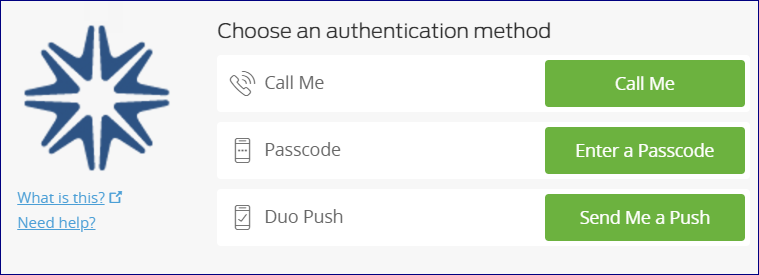 Choose an authentication method
Call Me
Call Me
Passcode
Enter a Passcode
Duo Push
Send Me a Push
What is this?
Need help?